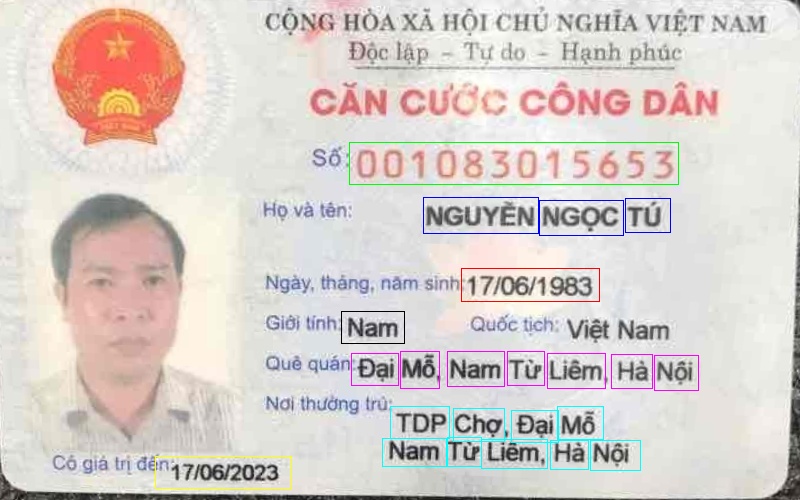 CỘNG HÒA XÃ HỘI CHỦ NGHĨA VIỆT NAM
Độc lập - Tự do - Hạnh phúc
CĂN CƯỚC CÔNG DÂN
Số: 001083015653
Họ và tên: NGUYỄN NGỌC TÚ
Ngày, tháng, năm sinh: 17/06/1983
Giới tính: Nam Quốc tịch: Việt Nam
Quê quán: Đại Mỗ, Nam Từ Liêm, Hà Nội
Nơi thường trú:
TDP Chợ, Đại Mỗ
Nam Từ Liêm, Hà Nội
Có giá trị đến: 17/06/2023